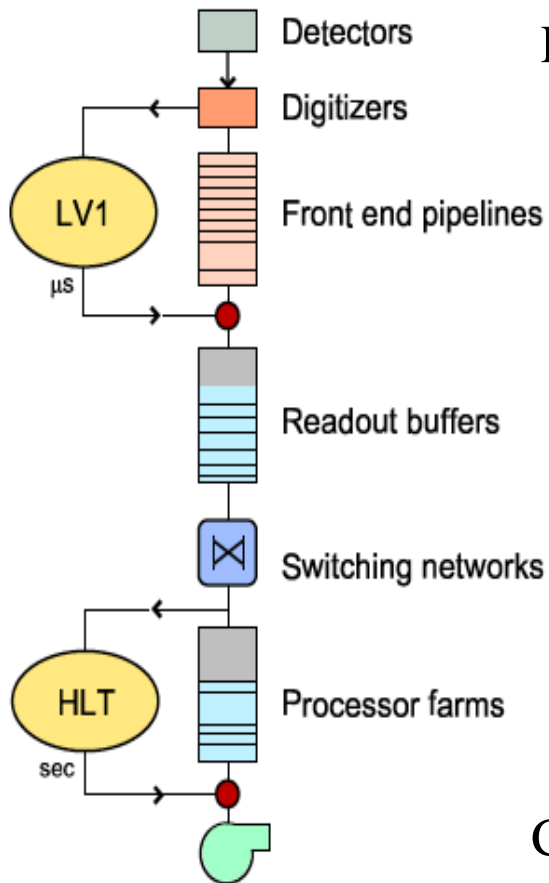 Detectors
Digitizers
LV1
Front end pipelines
μs
Readout buffers
Switching networks
HLT
Processor farms
sec